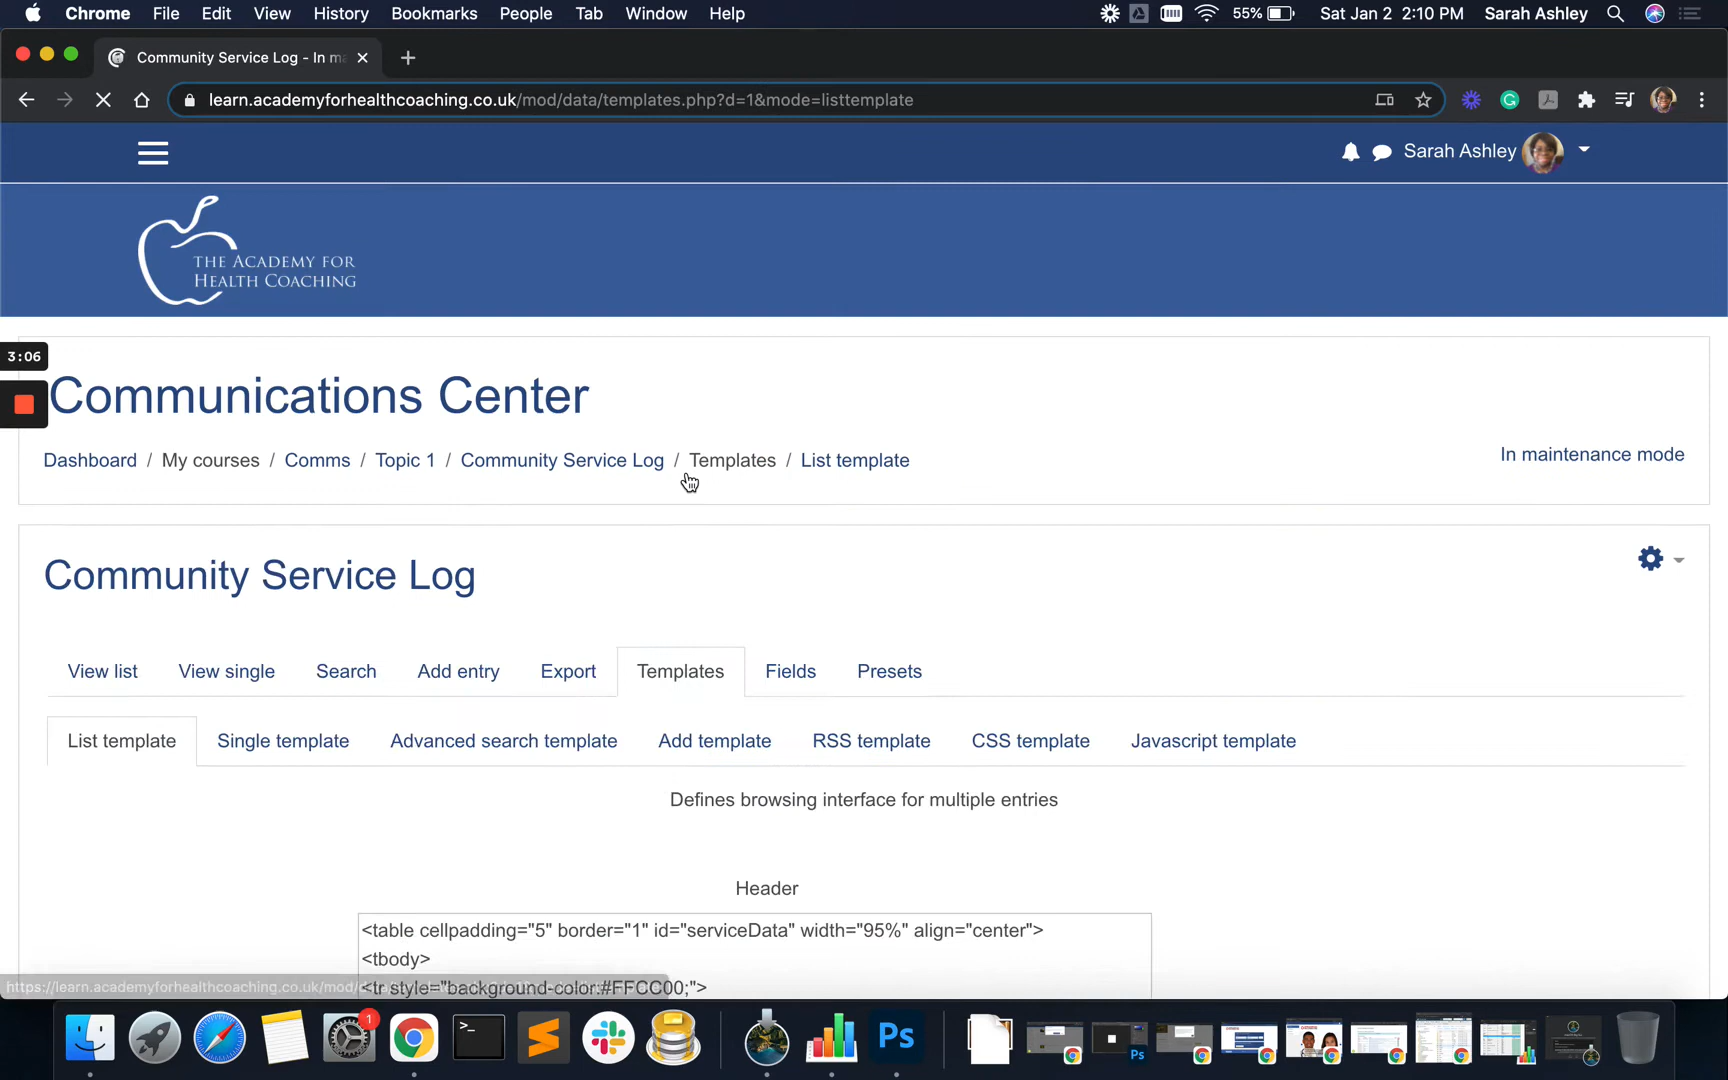 Chrome File Edit View History Bookmarks People Tab Window Help 55% Sat Jan 2 2:10 PM Sarah Ashley
Community Service Log - In ma
learn.academyforhealthcoaching.co.uk/mod/data/templates.php?d=1&mode=listtemplate
Sarah Ashley
THE ACADEMY FOR
HEALTH COACHING
3:06
Communications Center
Dashboard / My courses / Comms / Topic 1 / Community Service Log / Templates / List template
In maintenance mode
Community Service Log
View list View single Search Add entry Export Templates Fields Presets
List template Single template Advanced search template Add template RSS template CSS template Javascript template
Defines browsing interface for multiple entries
Header
<table cellpadding="5" border="1" id="serviceData" width="95%" align="center">
<tbody>
<tr style="background-color:#FFCC00;">
https://learn.academyforhealthcoaching.co.uk/mod/
1
>_
Ps
Ps